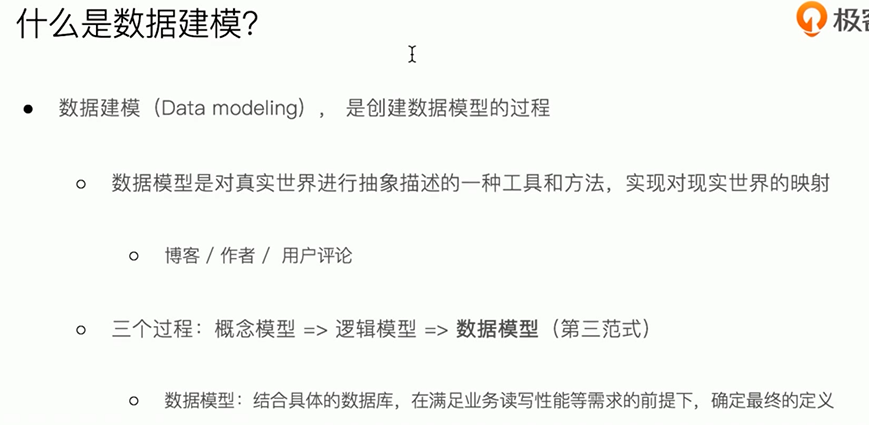 什么是数据建模?
极客
● 数据建模（Data modeling）， 是创建数据模型的过程
○ 数据模型是对真实世界进行抽象描述的一种工具和方法，实现对现实世界的映射
○ 博客 / 作者 / 用户评论
○ 三个过程：概念模型 => 逻辑模型 => 数据模型（第三范式）
○ 数据模型：结合具体的数据库，在满足业务读写性能等需求的前提下，确定最终的定义